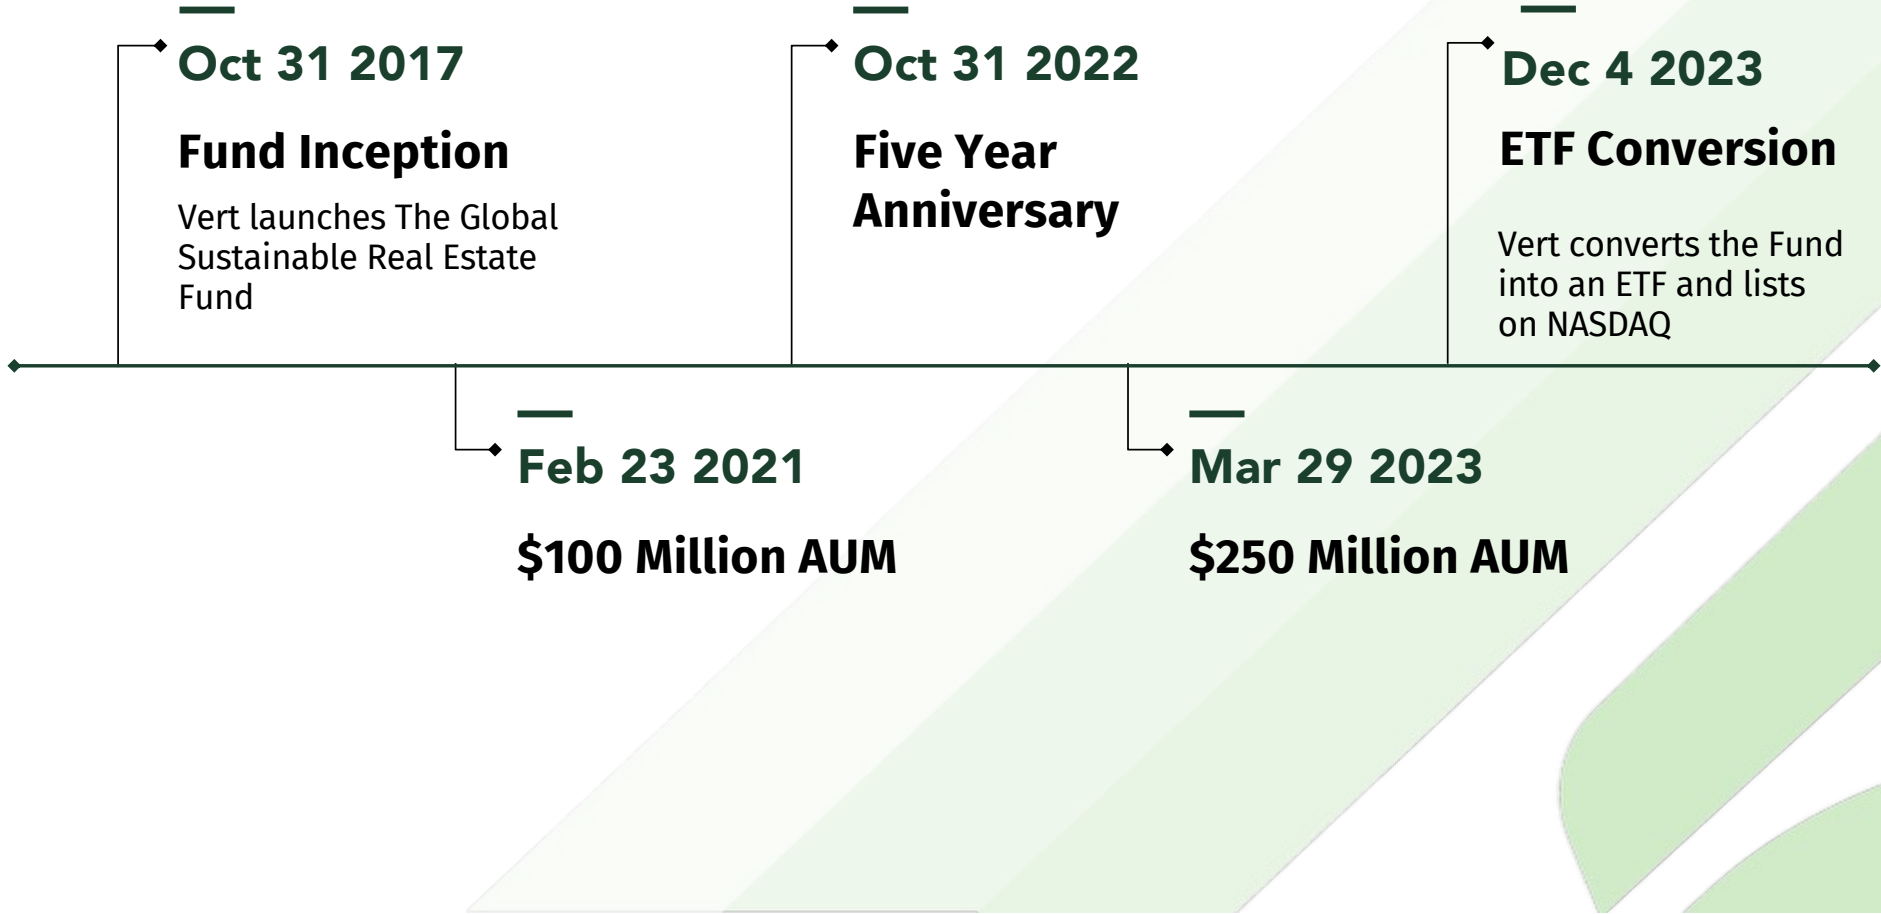 Oct 31 2017
Fund Inception
Vert launches The Global
Sustainable Real Estate
Fund
Feb 23 2021
$100 Million AUM
Oct 31 2022
Five Year
Anniversary
Mar 29 2023
$250 Million AUM
Dec 4 2023
ETF Conversion
Vert converts the Fund
into an ETF and lists
on NASDAQ